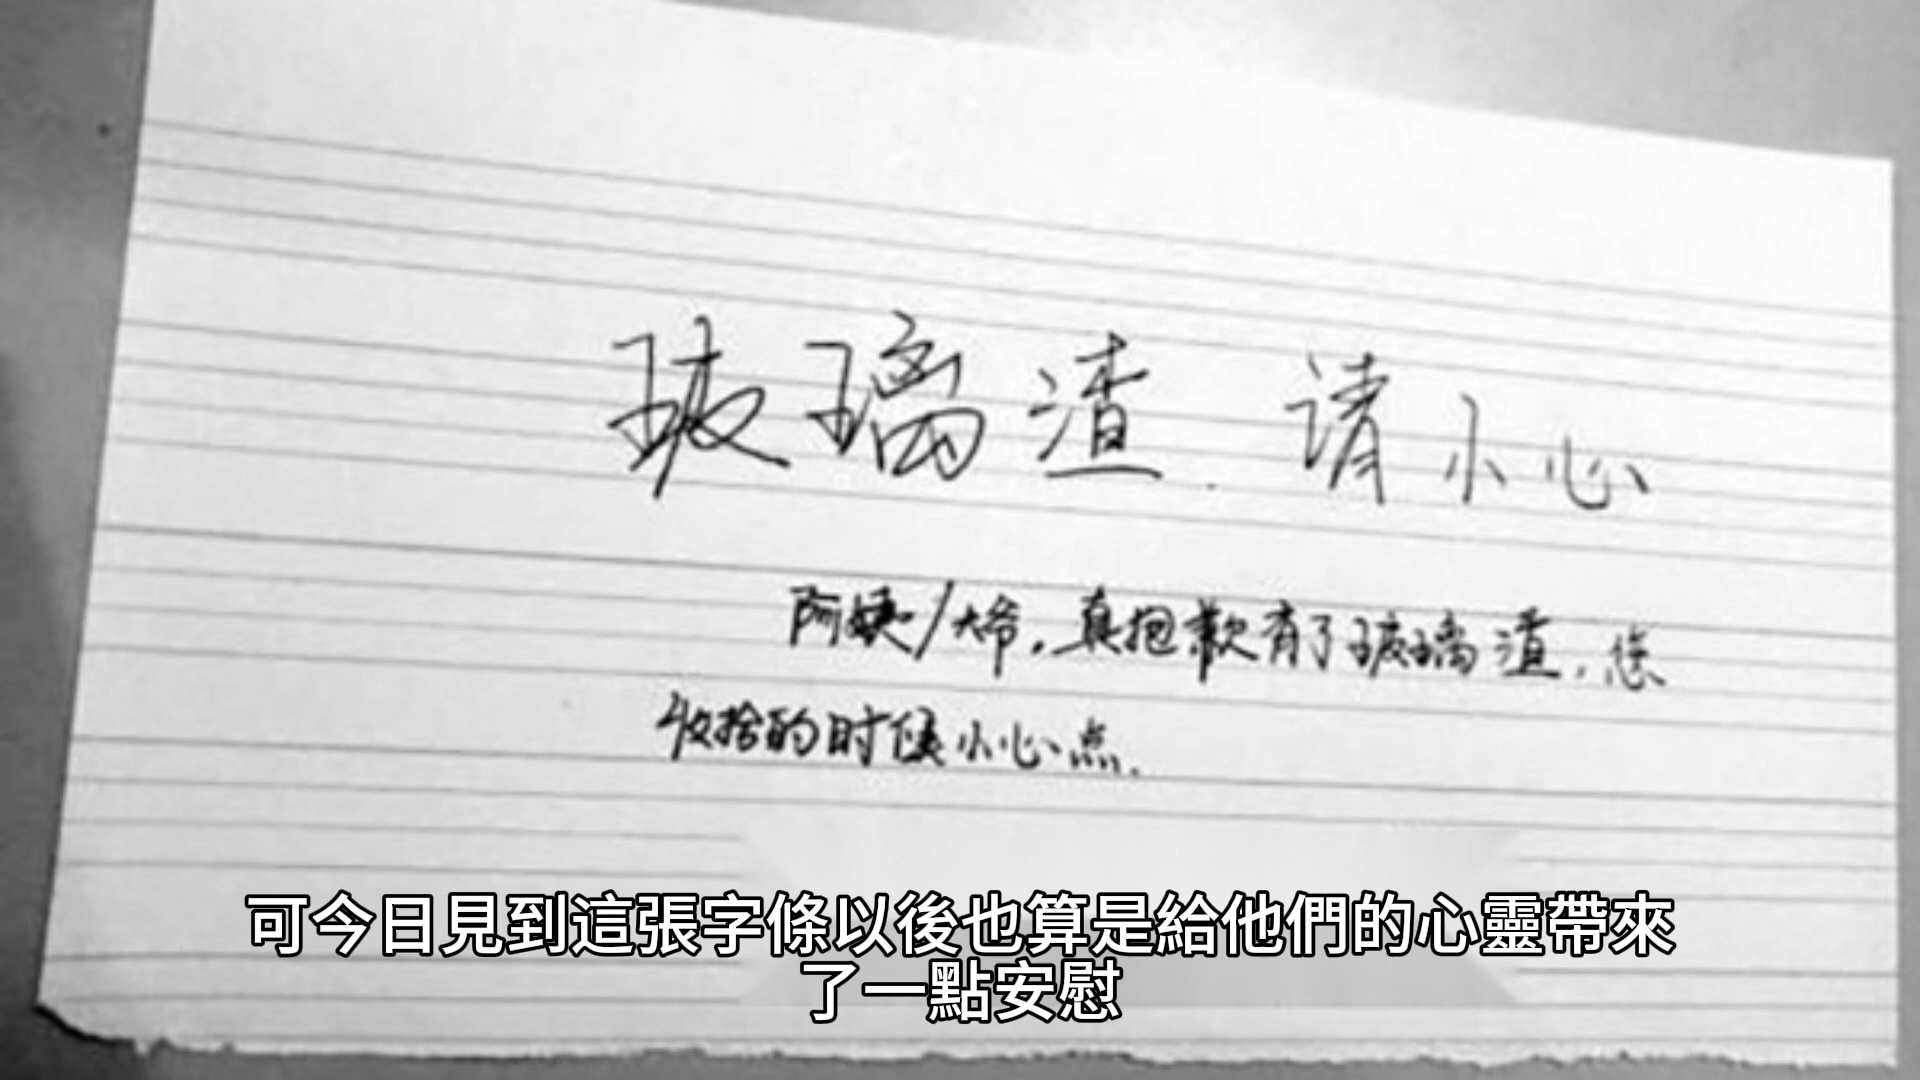 玻璃渣.请小心
阿姨/大爷,真抱歉有了玻璃渣,您
收拾的时候小心点.
可今日見到這張字條以後也算是給他們的心靈帶來
了一點安慰